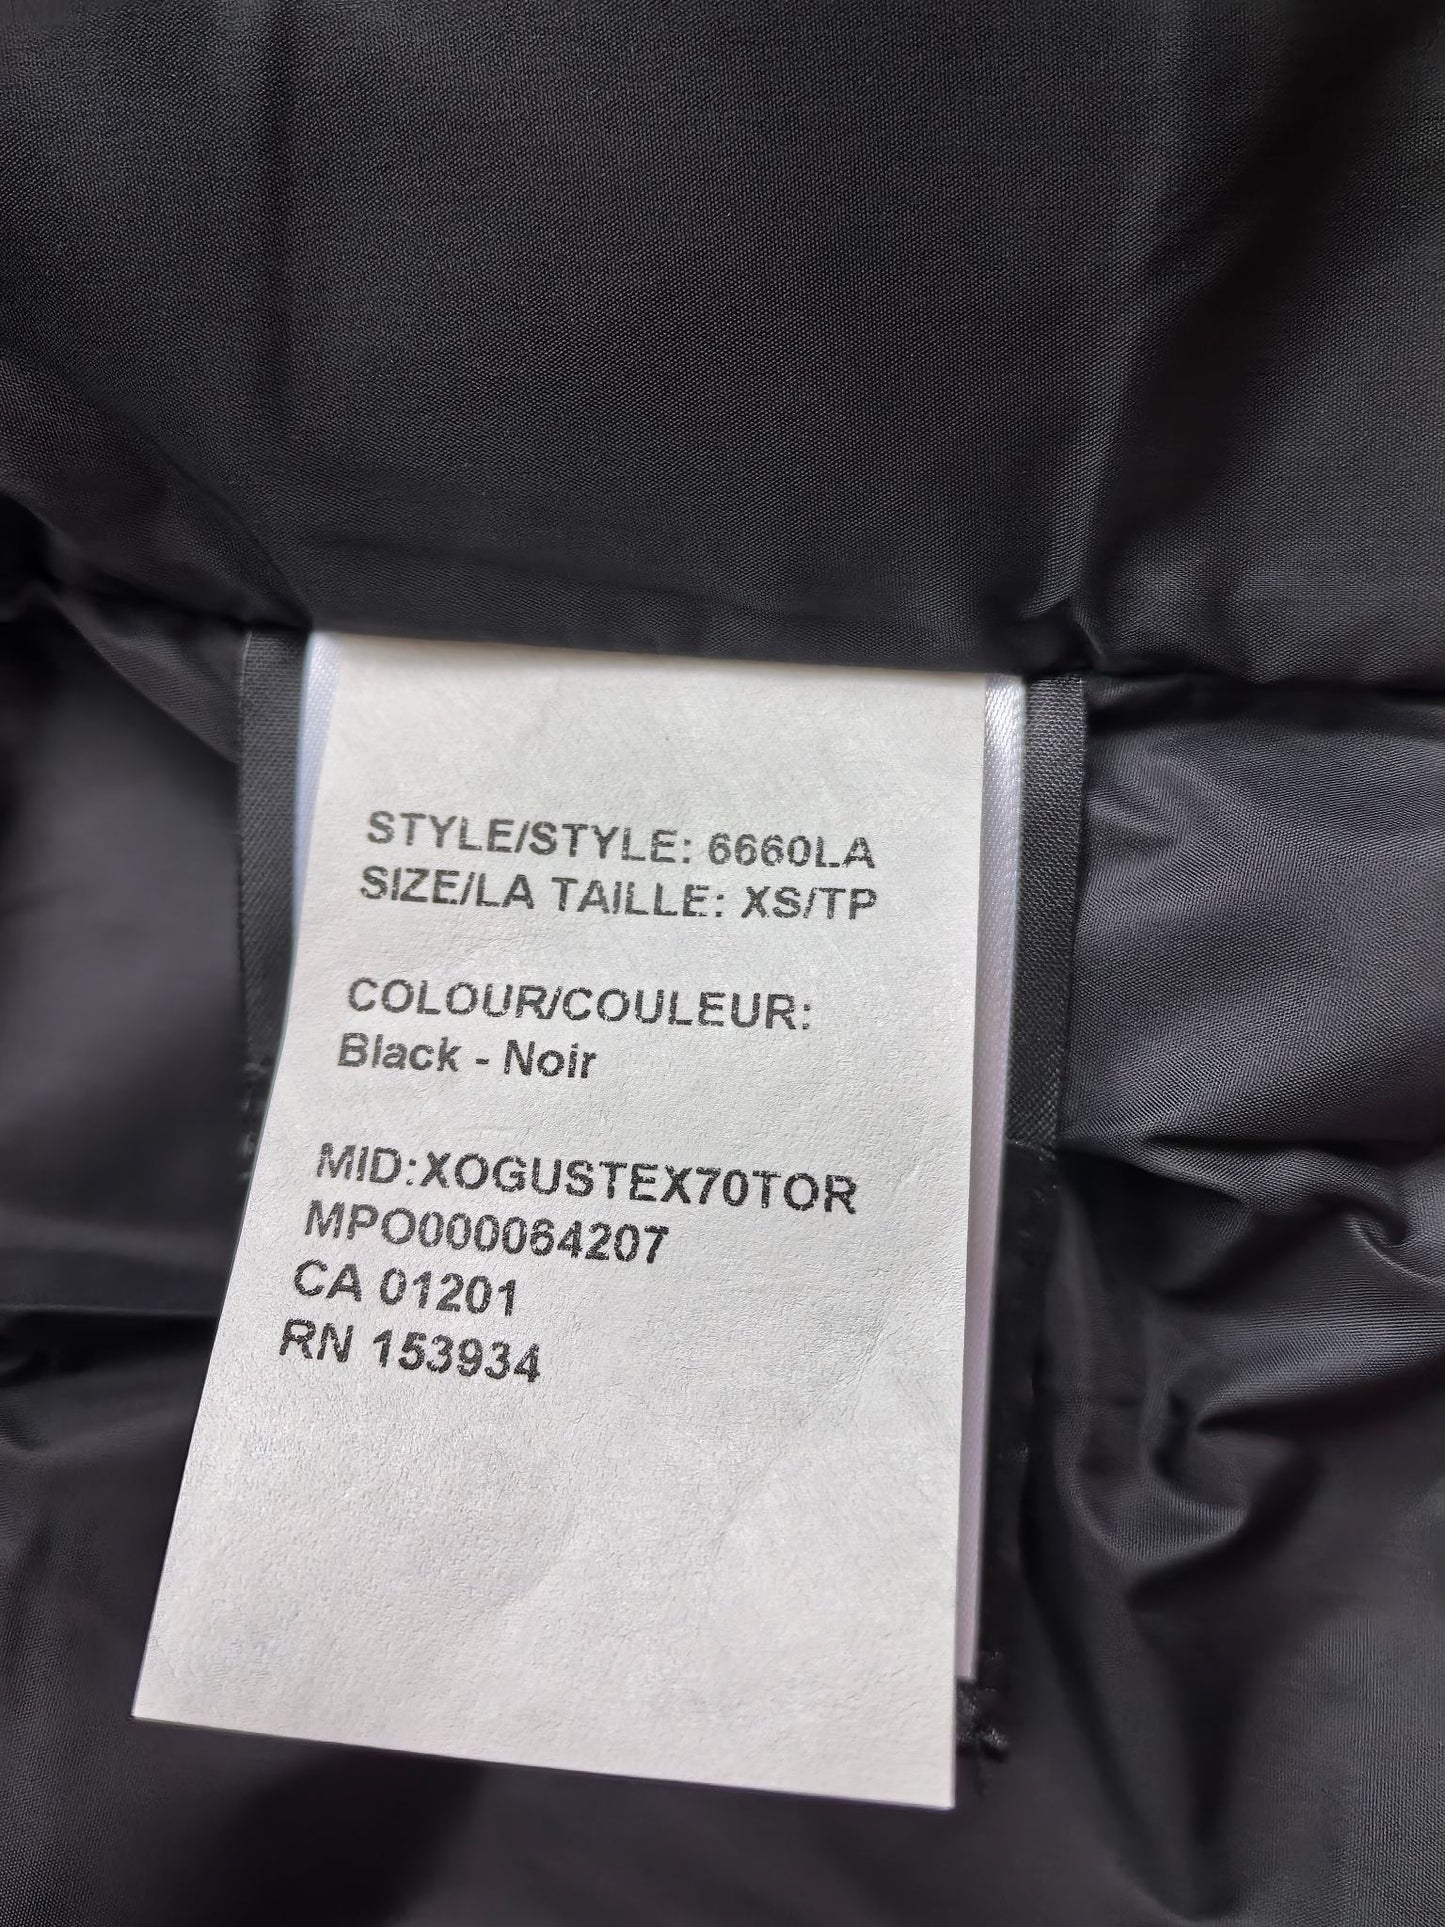 STYLE/STYLE: 6660LA
SIZE/LA TAILLE: XS/TP
COLOUR/COULEUR:
Black - Noir
MID:XOGUSTEX70TOR
MPO000064207
CA 01201
RN 153934